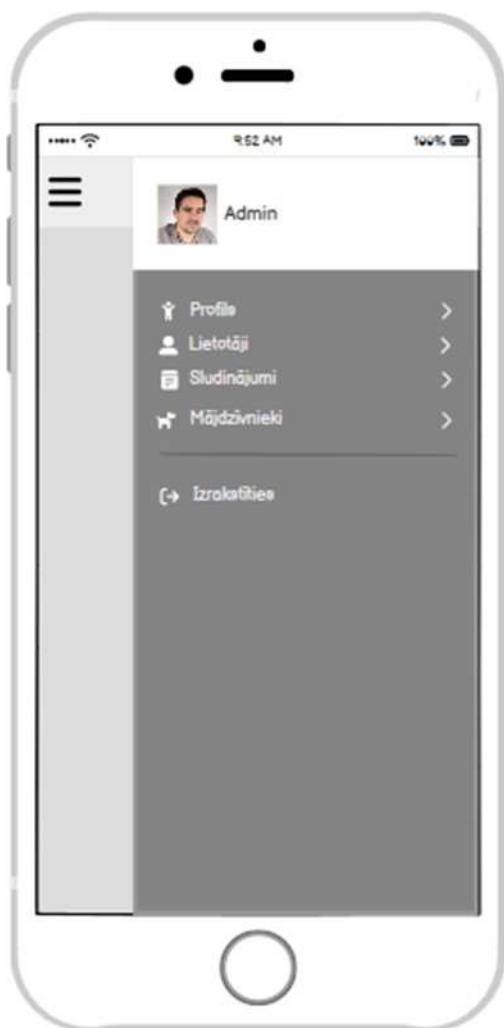 9:52 AM 100%
Admin
Profils
Lietotāji
Sludinājumi
Mājdzīvnieki
Izrakstīties